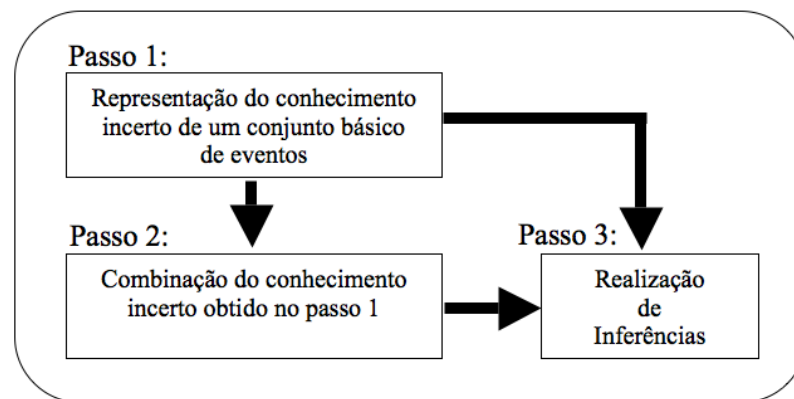 Passo 1:
Representação do conhecimento
incerto de um conjunto básico
de eventos
Passo 2:
Combinação do conhecimento
incerto obtido no passo 1
Passo 3:
Realização
de
Inferências